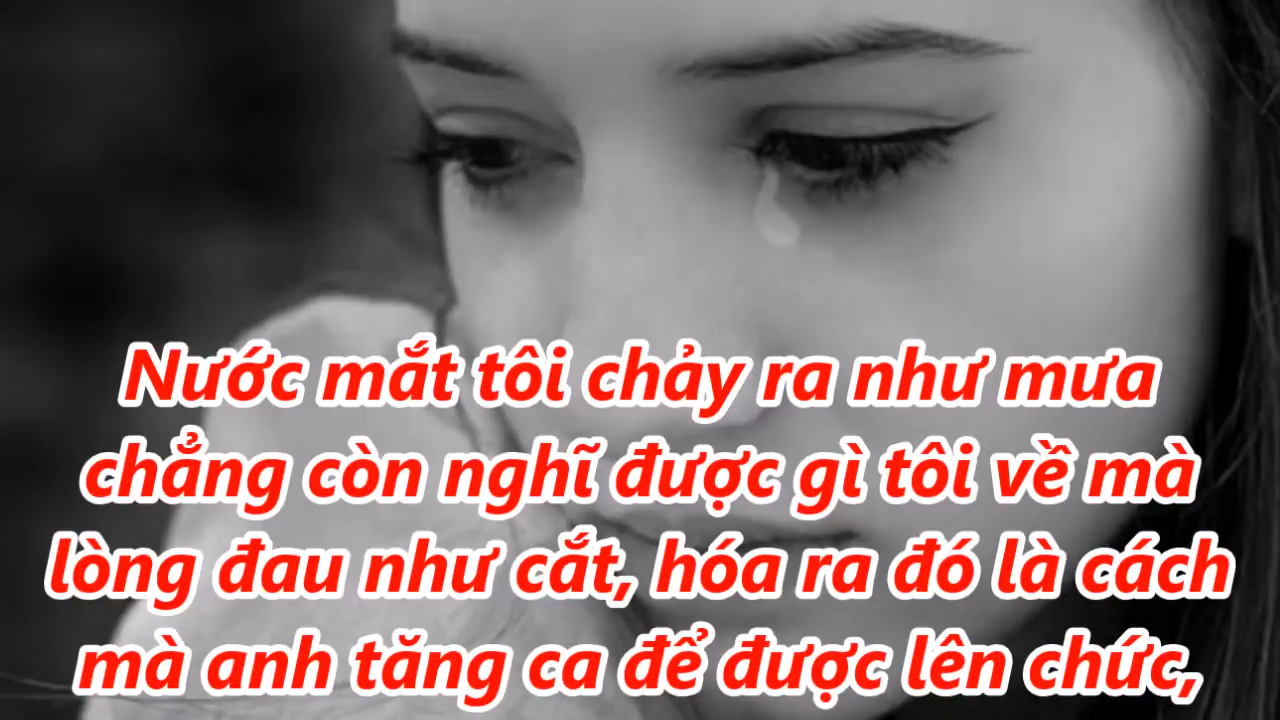 Nước mắt tôi chảy ra như mưa
chẳng còn nghĩ được gì tôi về mà
lòng đau như cắt, hóa ra đó là cách
mà anh tăng ca để được lên chức,